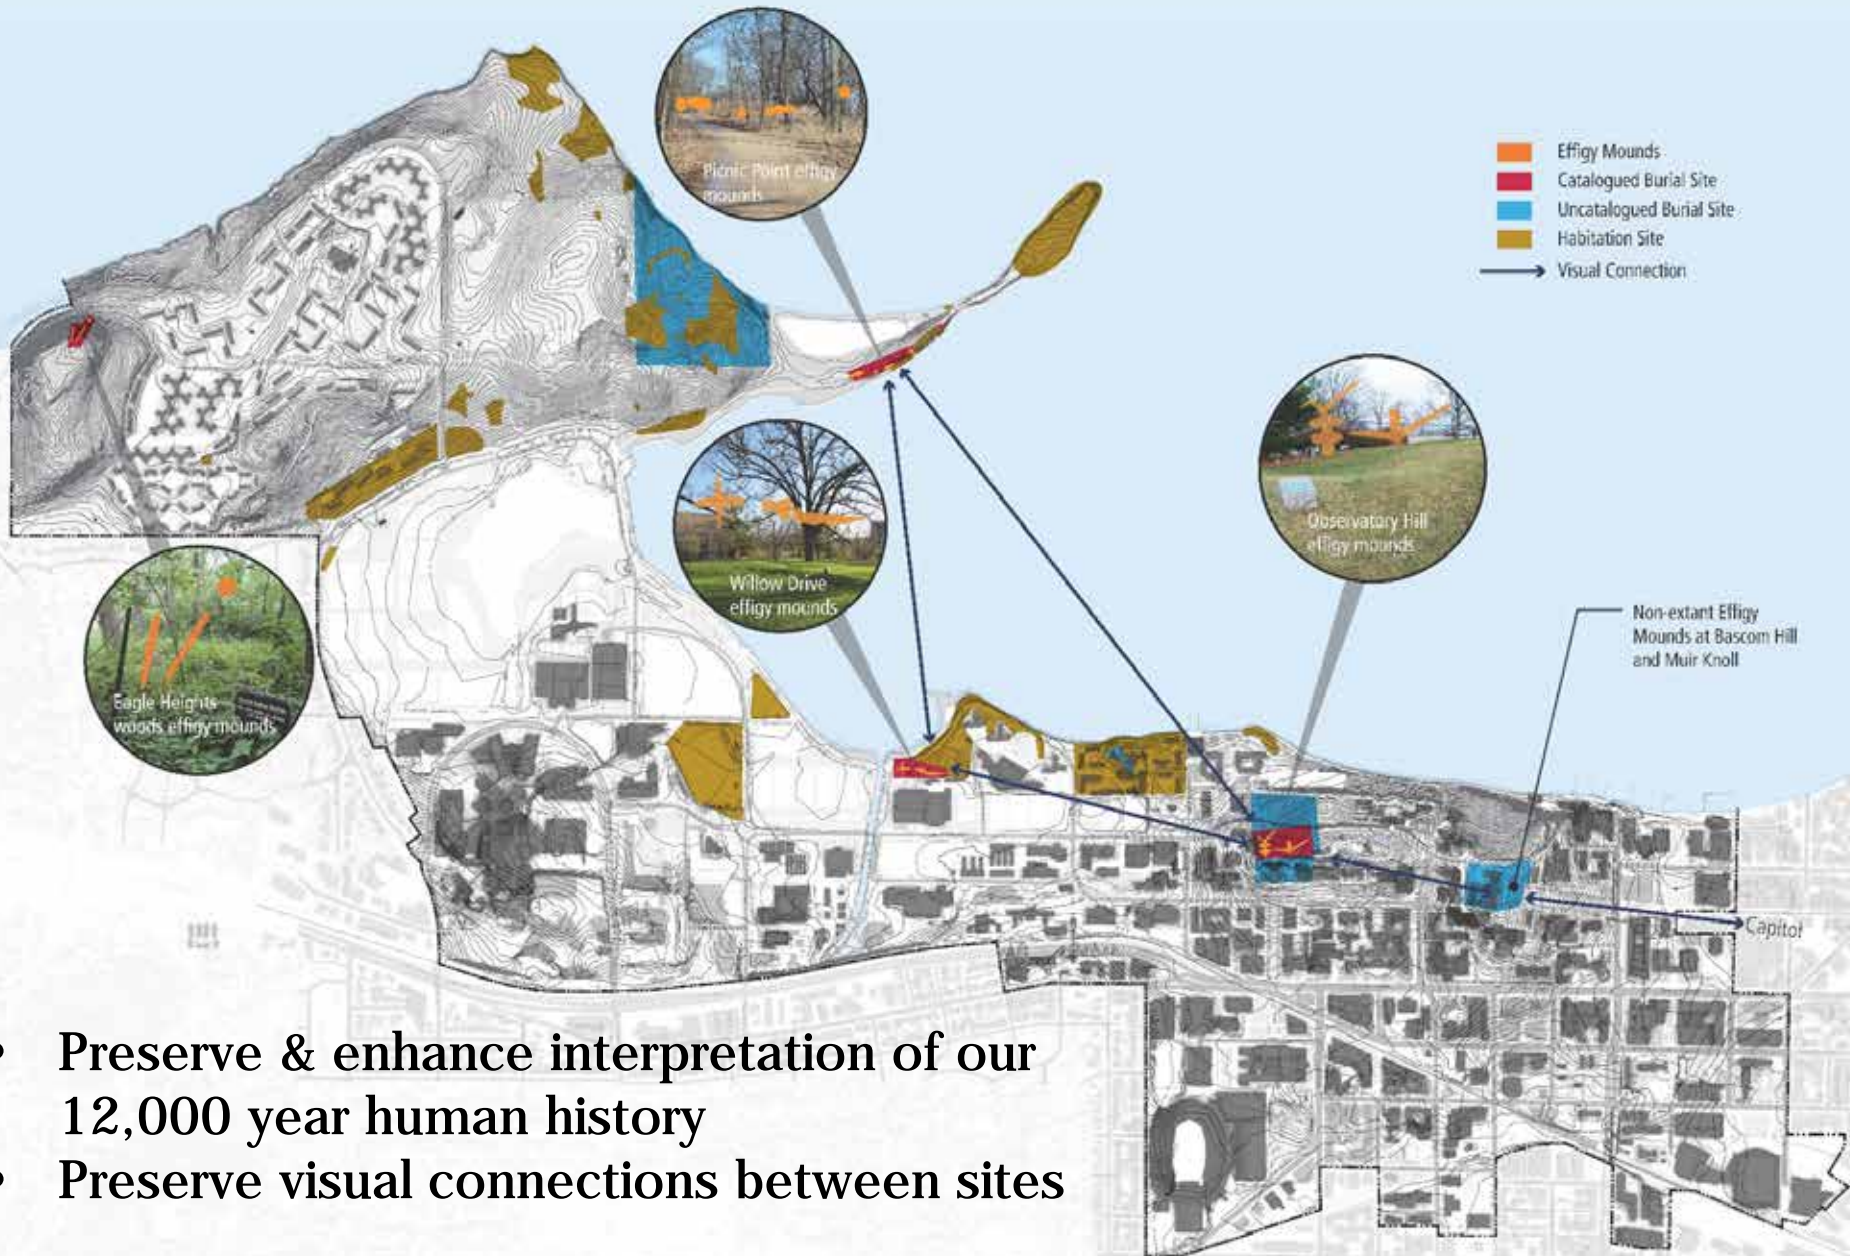 Picnic Point effigy
mounds
Effigy Mounds
Catalogued Burial Site
Uncatalogued Burial Site
Habitation Site
Visual Connection
Observatory Hill
effigy mounds
Willow Drive
effigy mounds
Non-extant Effigy
Mounds at Bascom Hill
and Muir Knoll
Eagle Heights
woods effigy mounds
Capitol
• Preserve & enhance interpretation of our
12,000 year human history
• Preserve visual connections between sites